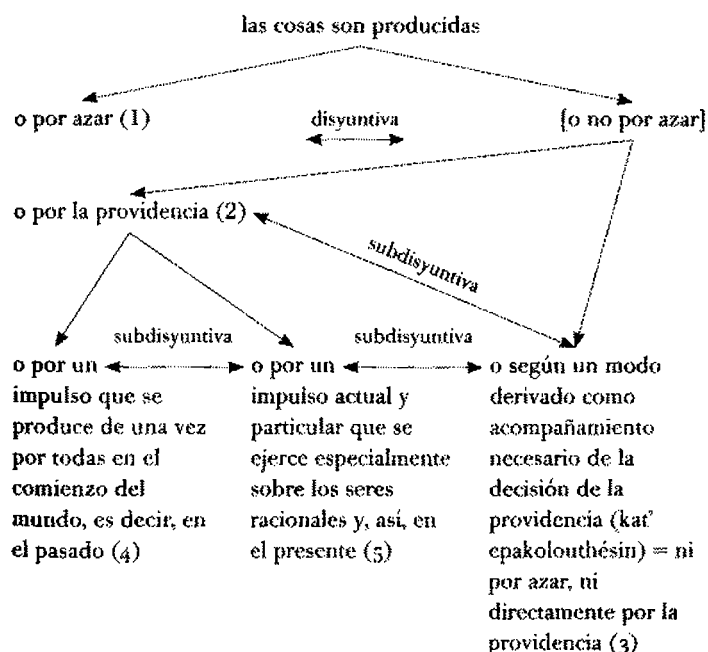 las cosas son producidas
o por azar (1)
disyuntiva
[o no por azar]
o por la providencia (2)
subdisyuntiva
subdisyuntiva
subdisyuntiva
o por un
impulso que se
produce de una vez
por todas en el
comienzo del
mundo, es decir, en
el pasado (4)
o por un
impulso actual y
particular que se
ejerce especialmente
sobre los seres
racionales y, así, en
el presente (5)
o según un modo
derivado como
acompañamiento
necesario de la
decisión de la
providencia (kat'
epakolouthésin) = ni
por azar, ni
directamente por la
providencia (3)